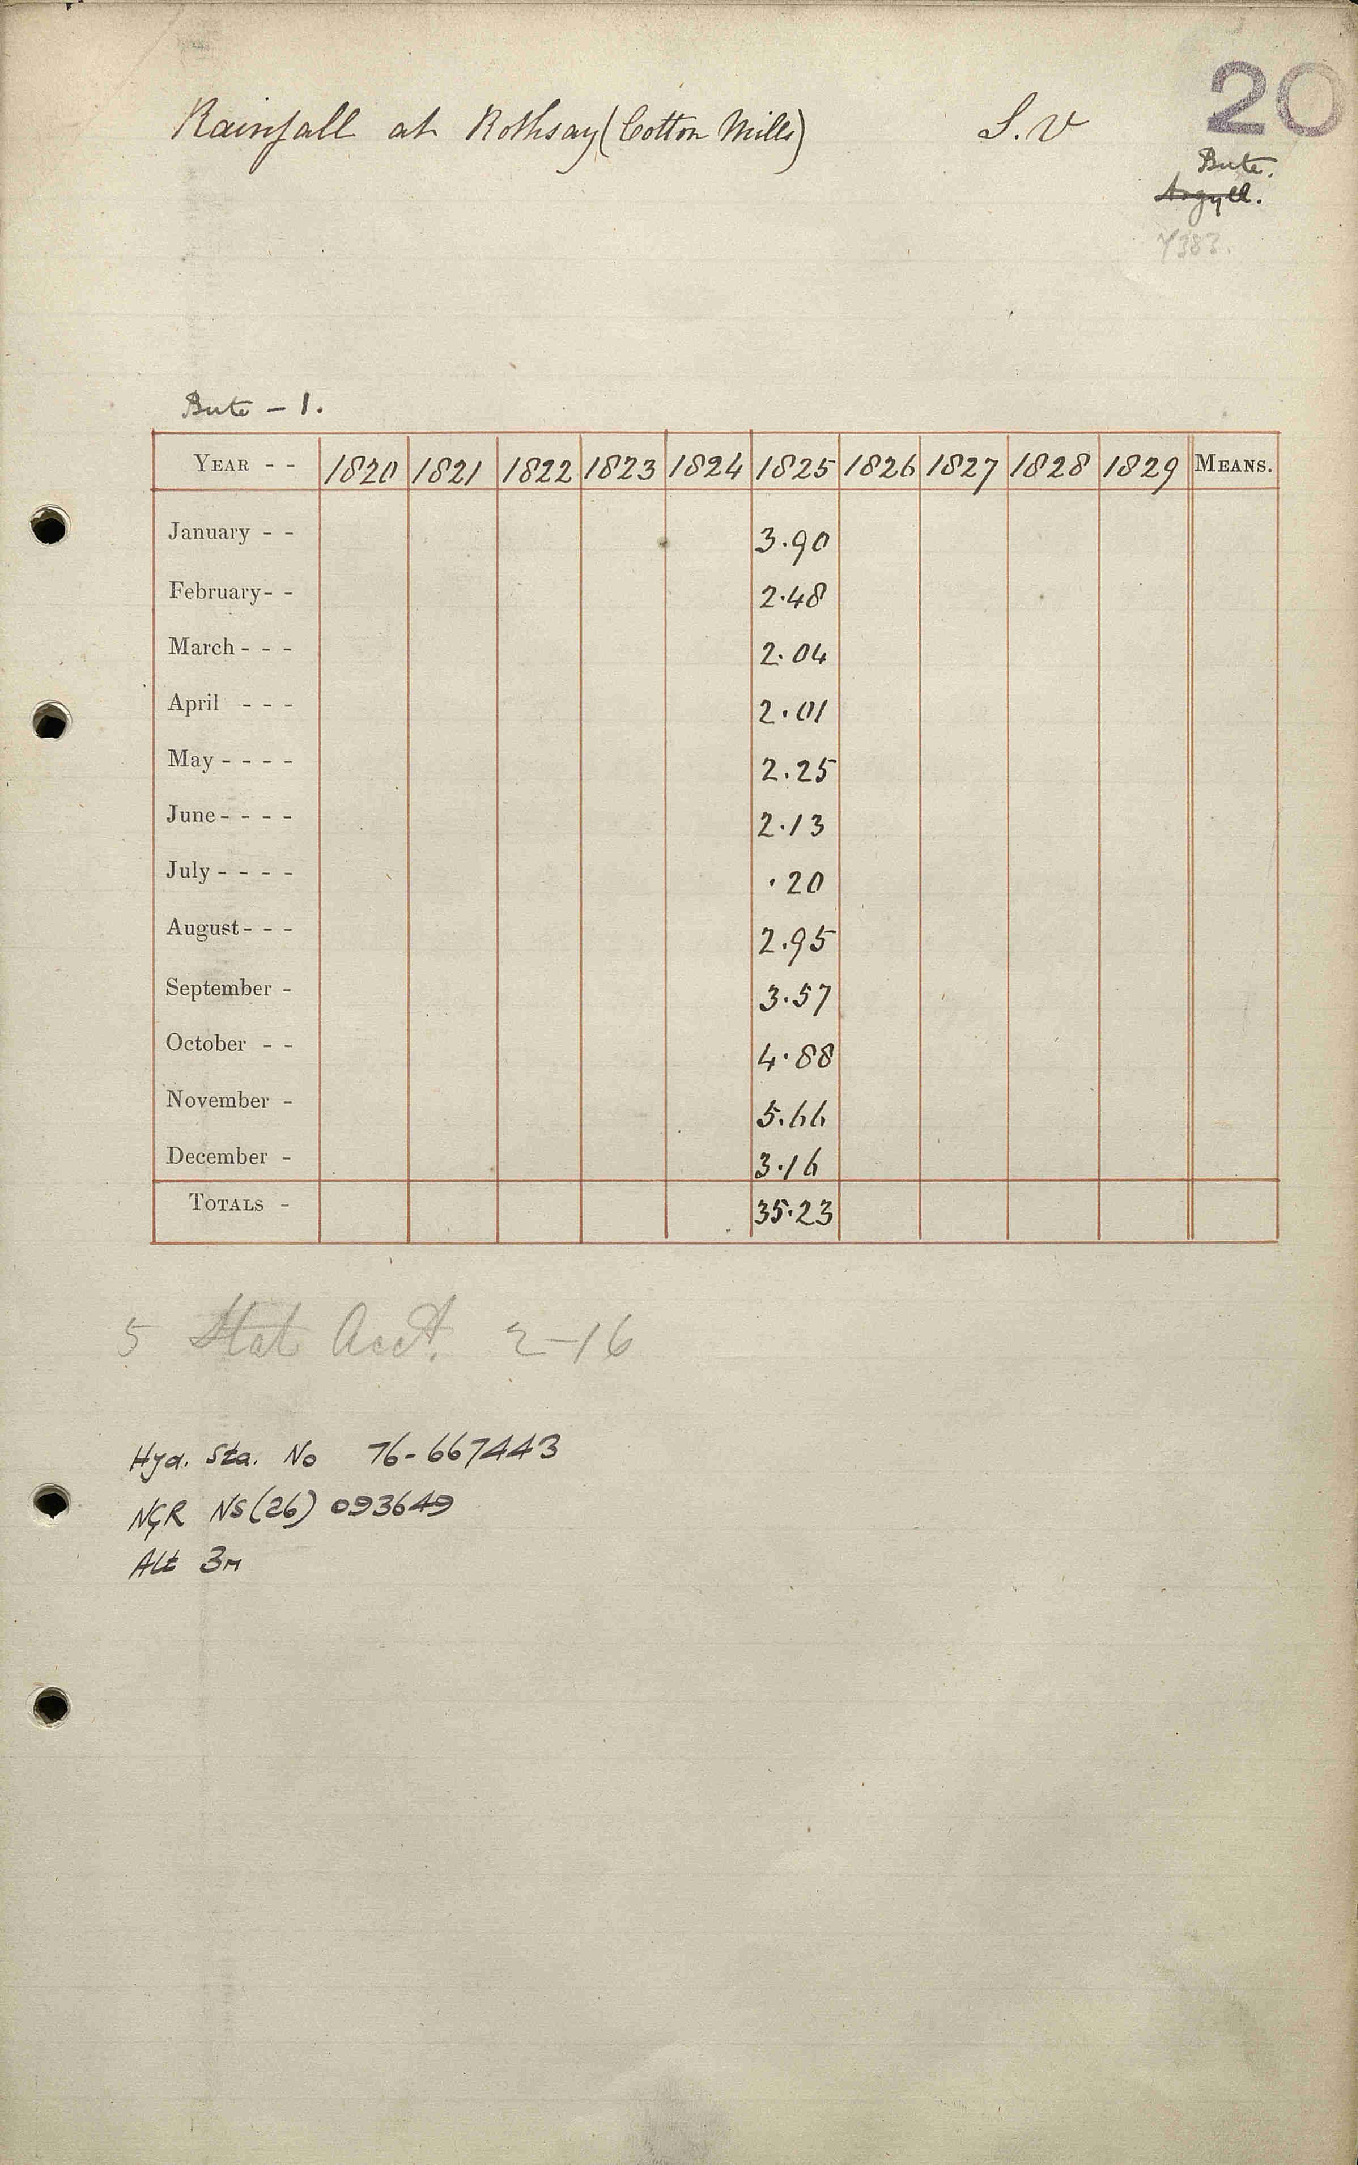 20
Rainfall at Rothsay (Cotton Mills) S.V
Bute.
Argyll.
Bute - 1.
YEAR - - 1820 1821 1822 1823 1824 1825 1826 1827 1828 1829 MEANS.
January - - 3.90
February - - 2.48
March - - - 2.04
April - - - 2.01
May - - - - 2.25
June - - - - 2.13
July - - - - .20
August - - - 2.95
September - 3.57
October - - 4.88
November - 5.66
December - 3.16
TOTALS - 35.23
5 Stat Acct. 2-16
Hyd. Sta. No 76-667443
NGR NS(26) 093649
Alt 3m